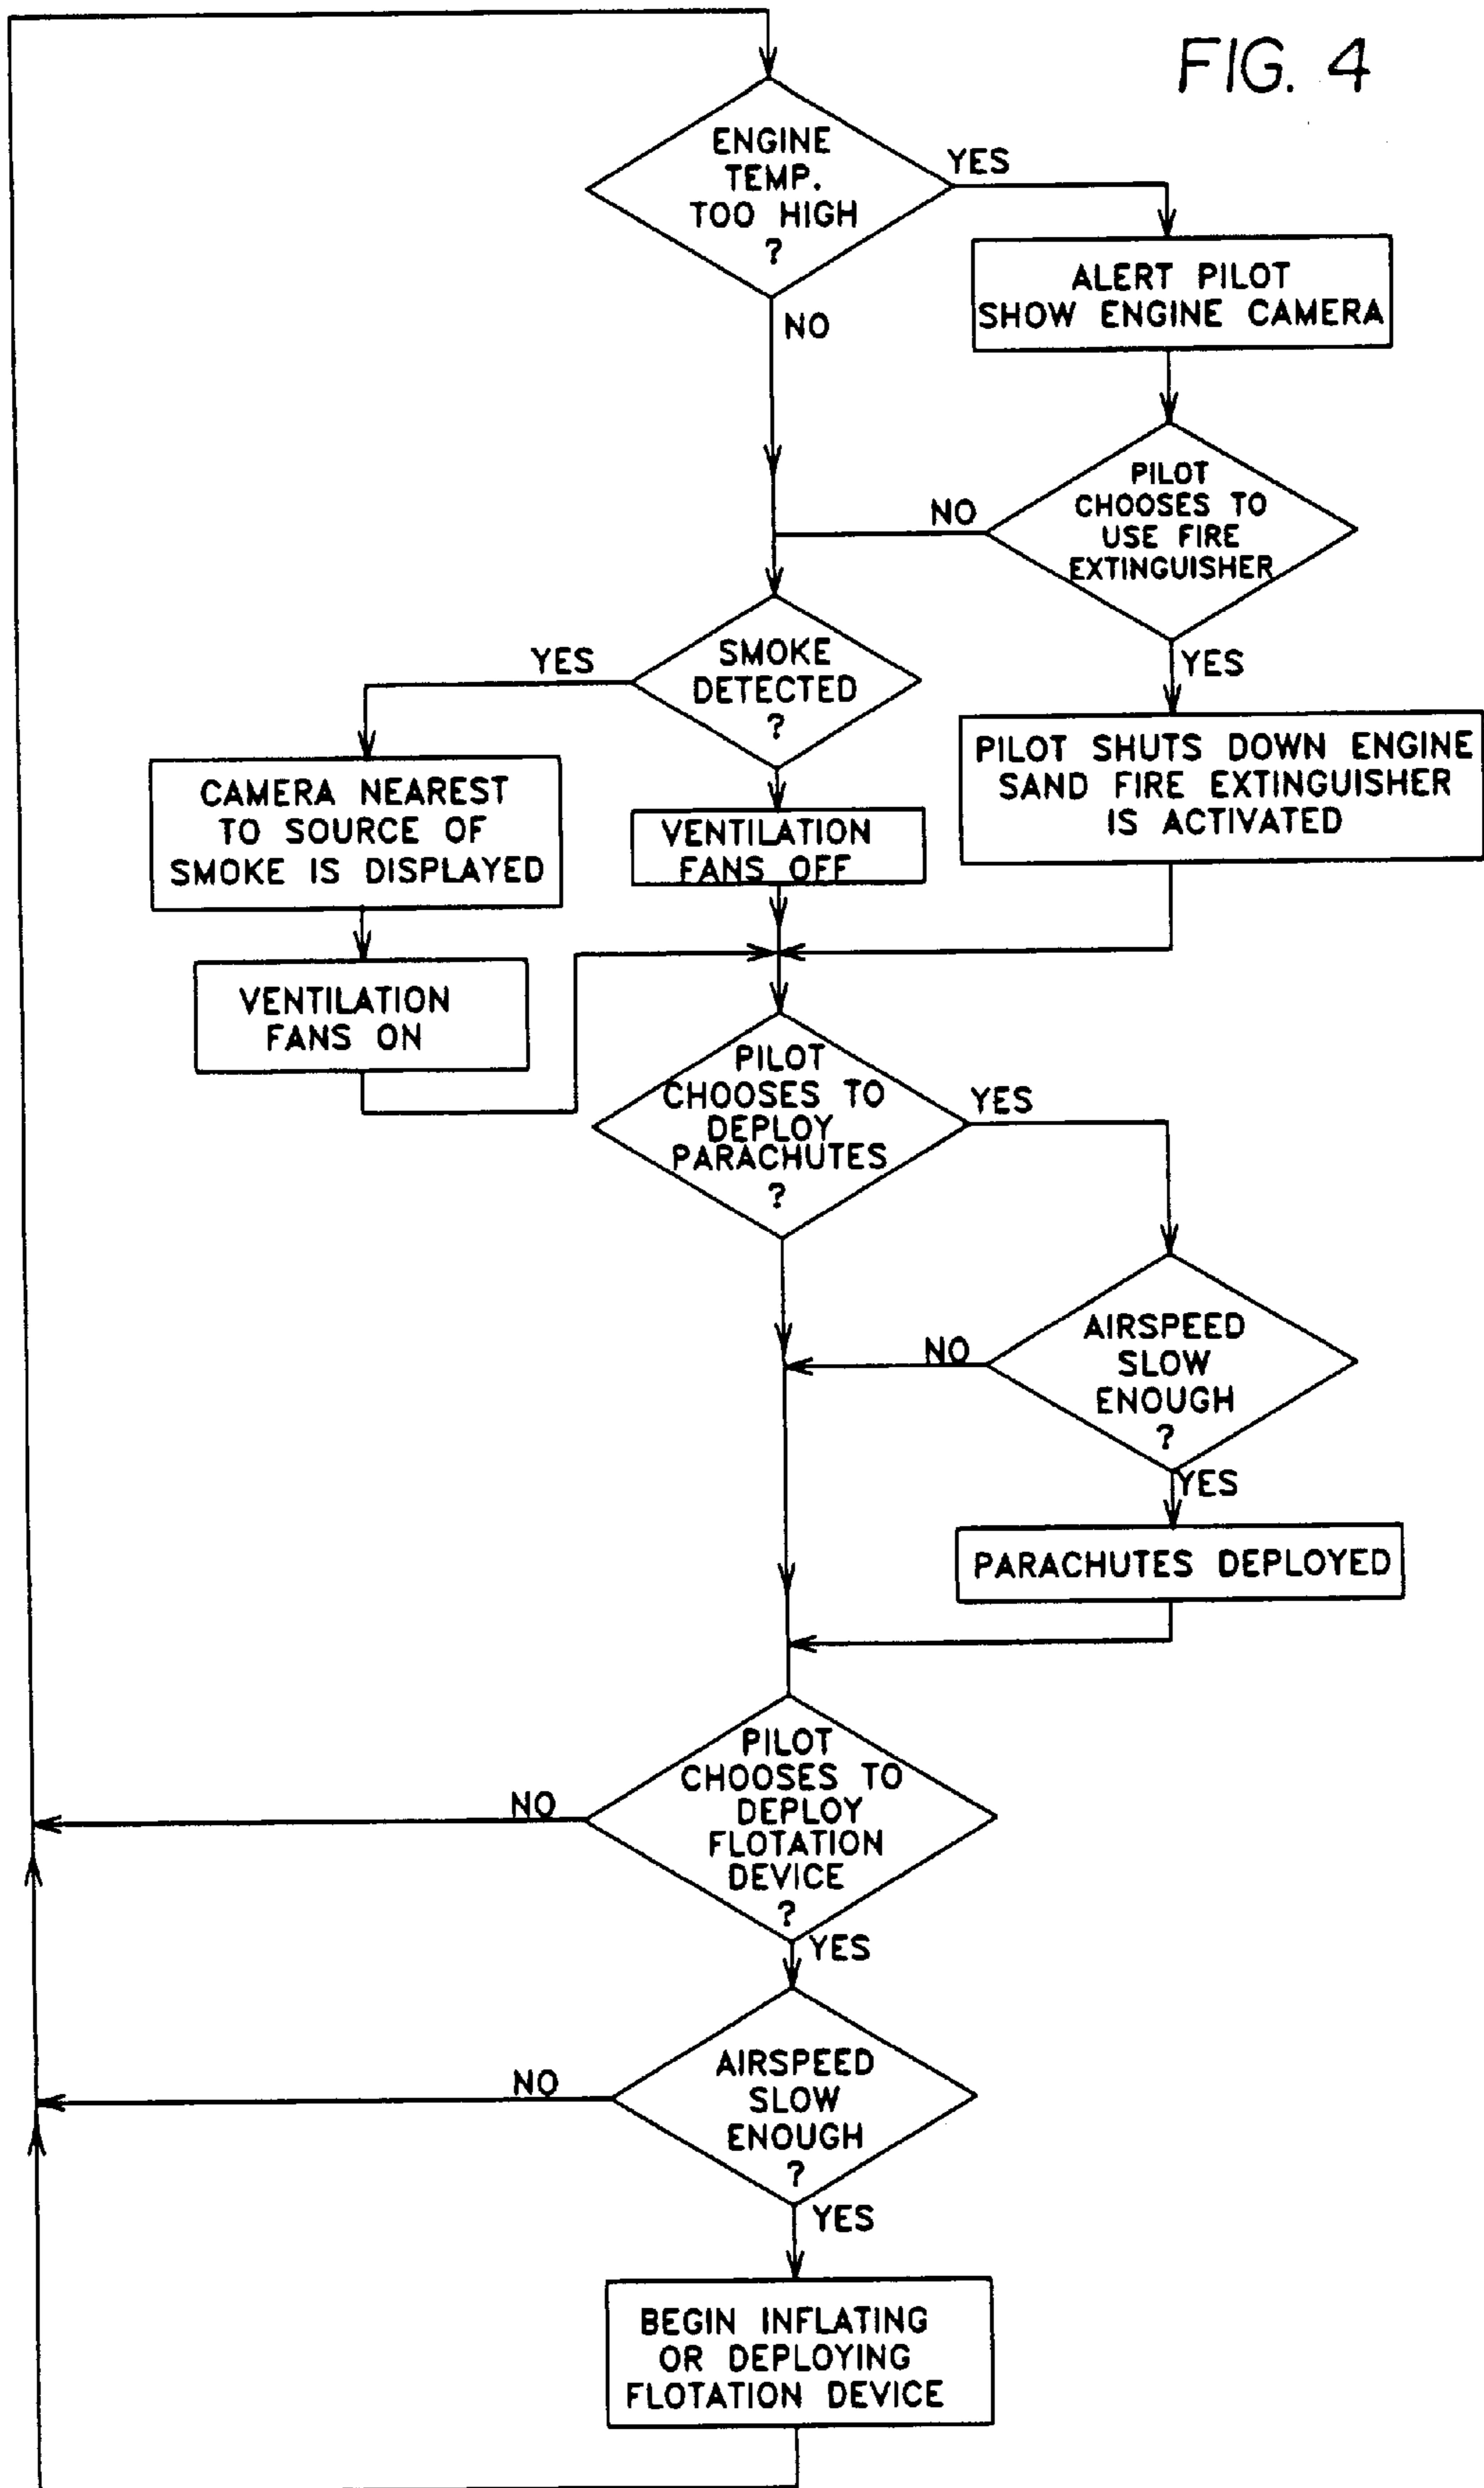 FIG. 4
ENGINE
TEMP.
TOO HIGH
?
YES
NO
ALERT PILOT
SHOW ENGINE CAMERA
PILOT
CHOOSES TO
USE FIRE
EXTINGUISHER
NO
YES
SMOKE
DETECTED
?
YES
PILOT SHUTS DOWN ENGINE
SAND FIRE EXTINGUISHER
IS ACTIVATED
CAMERA NEAREST
TO SOURCE OF
SMOKE IS DISPLAYED
VENTILATION
FANS OFF
VENTILATION
FANS ON
PILOT
CHOOSES TO
DEPLOY
PARACHUTES
?
YES
AIRSPEED
SLOW
ENOUGH
?
NO
YES
PARACHUTES DEPLOYED
PILOT
CHOOSES TO
DEPLOY
FLOTATION
DEVICE
?
NO
YES
AIRSPEED
SLOW
ENOUGH
?
NO
YES
BEGIN INFLATING
OR DEPLOYING
FLOTATION DEVICE